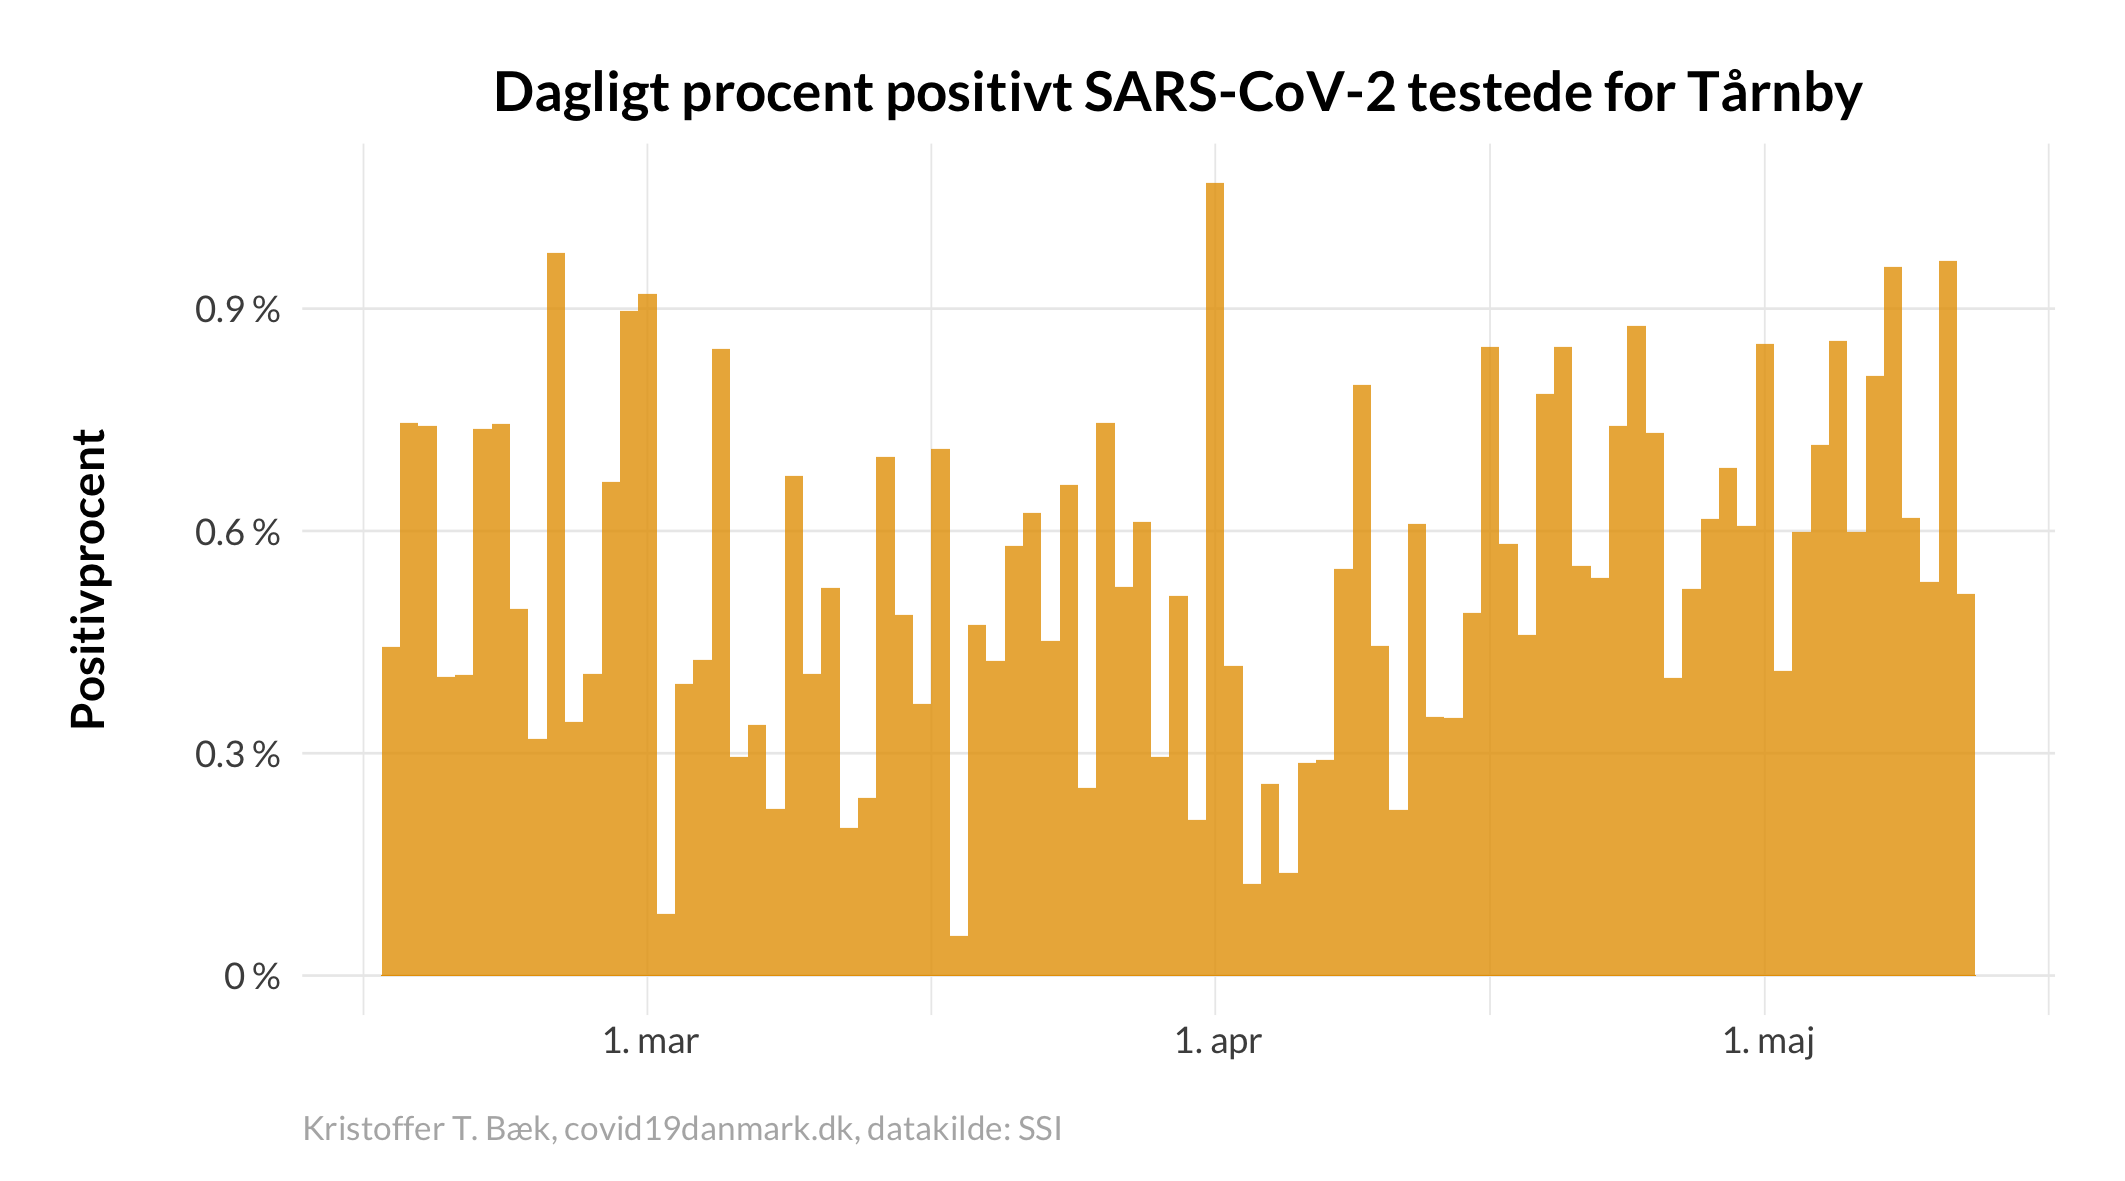 Dagligt procent positivt SARS-CoV-2 testede for Tårnby
Positivprocent
0.9 %
0.6 %
0.3 %
0 %
1. mar
1. apr
1. maj
Kristoffer T. Bæk, covid19danmark.dk, datakilde: SSI